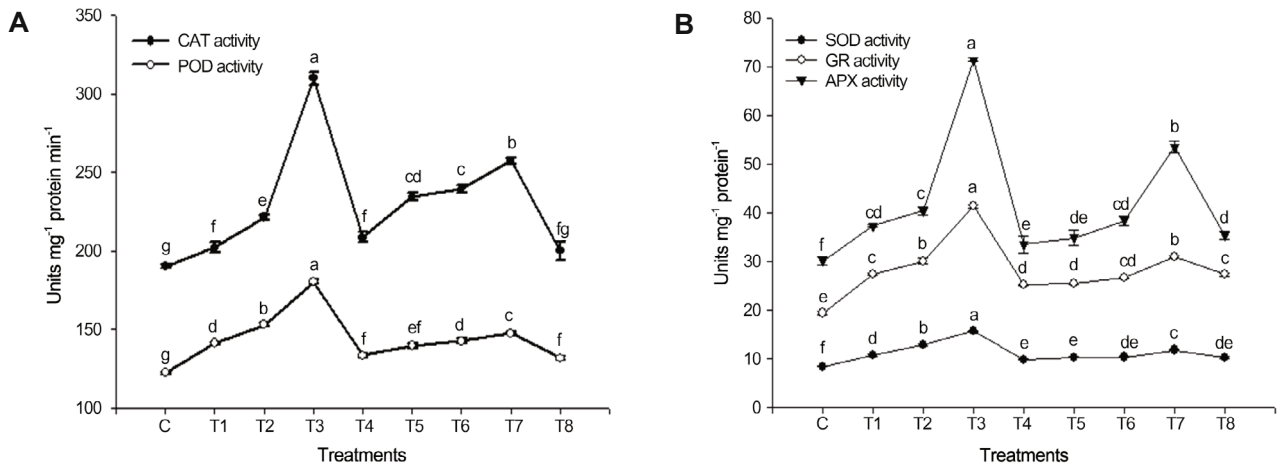 A
CAT activity
POD activity
Units mg-1 protein min-1
350
300
250
200
150
100
g
f
e
a
f
cd
c
b
fg
g
d
b
a
f
ef
d
c
f
C T1 T2 T3 T4 T5 T6 T7 T8
Treatments
B
SOD activity
GR activity
APX activity
Units mg-1 protein-1
80
70
60
50
40
30
20
10
0
f
cd
c
a
e
de
cd
b
d
e
c
b
a
d
d
cd
b
c
f
d
b
a
e
e
de
c
de
C T1 T2 T3 T4 T5 T6 T7 T8
Treatments